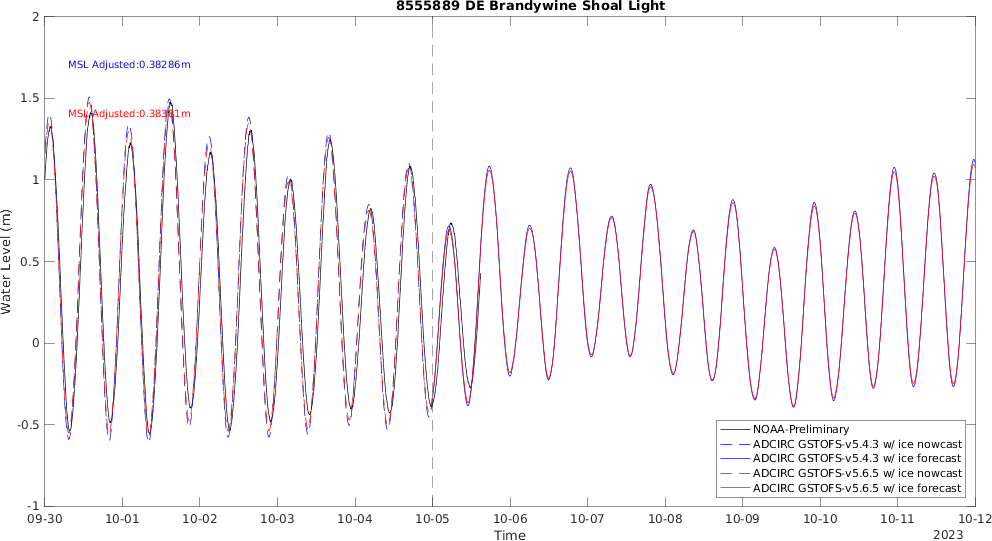 8555889 DE Brandywine Shoal Light
MSL Adjusted:0.38286m
MSL Adjusted:0.38381m
Water Level (m)
2
1.5
1
0.5
0
-0.5
-1
09-30 10-01 10-02 10-03 10-04 10-05 10-06 10-07 10-08 10-09 10-10 10-11 10-12
Time
2023
NOAA-Preliminary
ADCIRC GSTOFS-v5.4.3 w/ ice nowcast
ADCIRC GSTOFS-v5.4.3 w/ ice forecast
ADCIRC GSTOFS-v5.6.5 w/ ice nowcast
ADCIRC GSTOFS-v5.6.5 w/ ice forecast